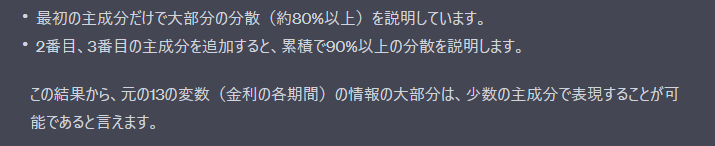 • 最初の主成分だけで大部分の分散（約80%以上）を説明しています。
• 2番目、3番目の主成分を追加すると、累積で90%以上の分散を説明します。
この結果から、元の13の変数（金利の各期間）の情報の大部分は、少数の主成分で表現することが可
能であると言えます。